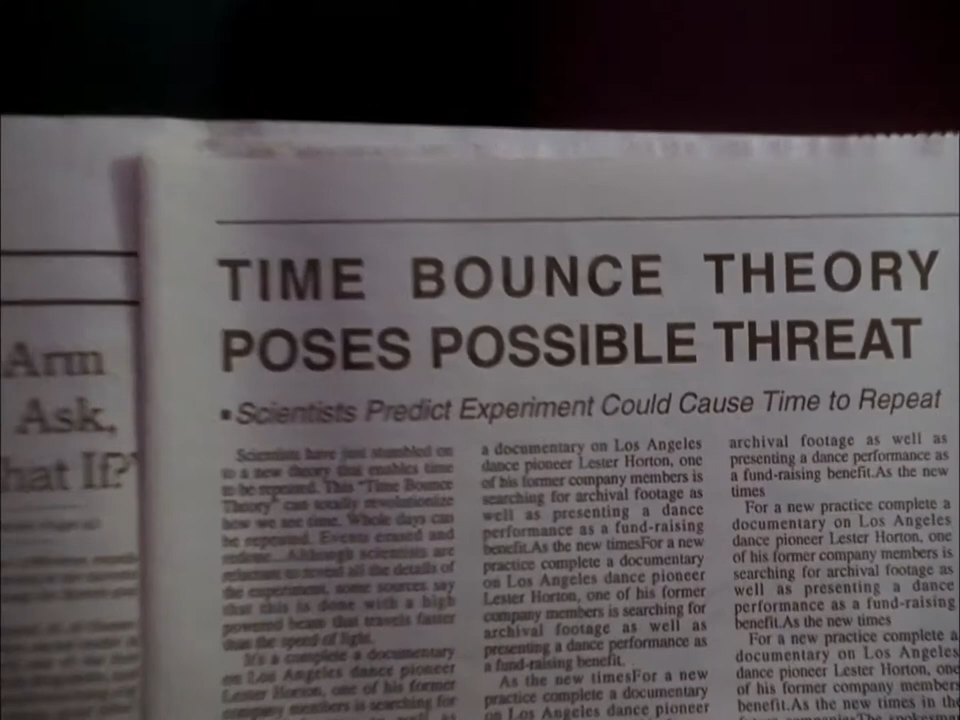 Arm
Ask,
hat If?"
TIME BOUNCE THEORY
POSES POSSIBLE THREAT
▪ Scientists Predict Experiment Could Cause Time to Repeat
Scientists have just stumbled on
to a new theory that enables time
to be repeated. This "Time Bounce
Theory" can totally revolutionize
how we see time. Whole days can
be repeated. Events erased and
Although scientists are
reluctant to reveal all the details of
the experiment, some sources say
that this is done with a high
powered beam that travels faster
than the speed of light.
It's a complete a documentary
on Los Angeles dance pioneer
Lester Horton, one of his former
company members is searching for
a documentary on Los Angeles
dance pioneer Lester Horton, one
of his former company members is
searching for archival footage as
well as presenting a dance
performance as a fund-raising
benefit.As the new timesFor a new
practice complete a documentary
on Los Angeles dance pioneer
Lester Horton, one of his former
company members is searching for
archival footage as well as
presenting a dance performance as
a fund-raising benefit.
As the new timesFor a new
practice complete a documentary
on Los Angeles dance pioneer
archival footage as well as
presenting a dance performance as
a fund-raising benefit.As the new
times
For a new practice complete a
documentary on Los Angeles
dance pioneer Lester Horton, one
of his former company members is
searching for archival footage as
well as presenting a dance
performance as a fund-raising
benefit.As the new times
For a new practice complete a
documentary on Los Angeles
dance pioneer Lester Horton, one
of his former company members
benefit.As the new times in the